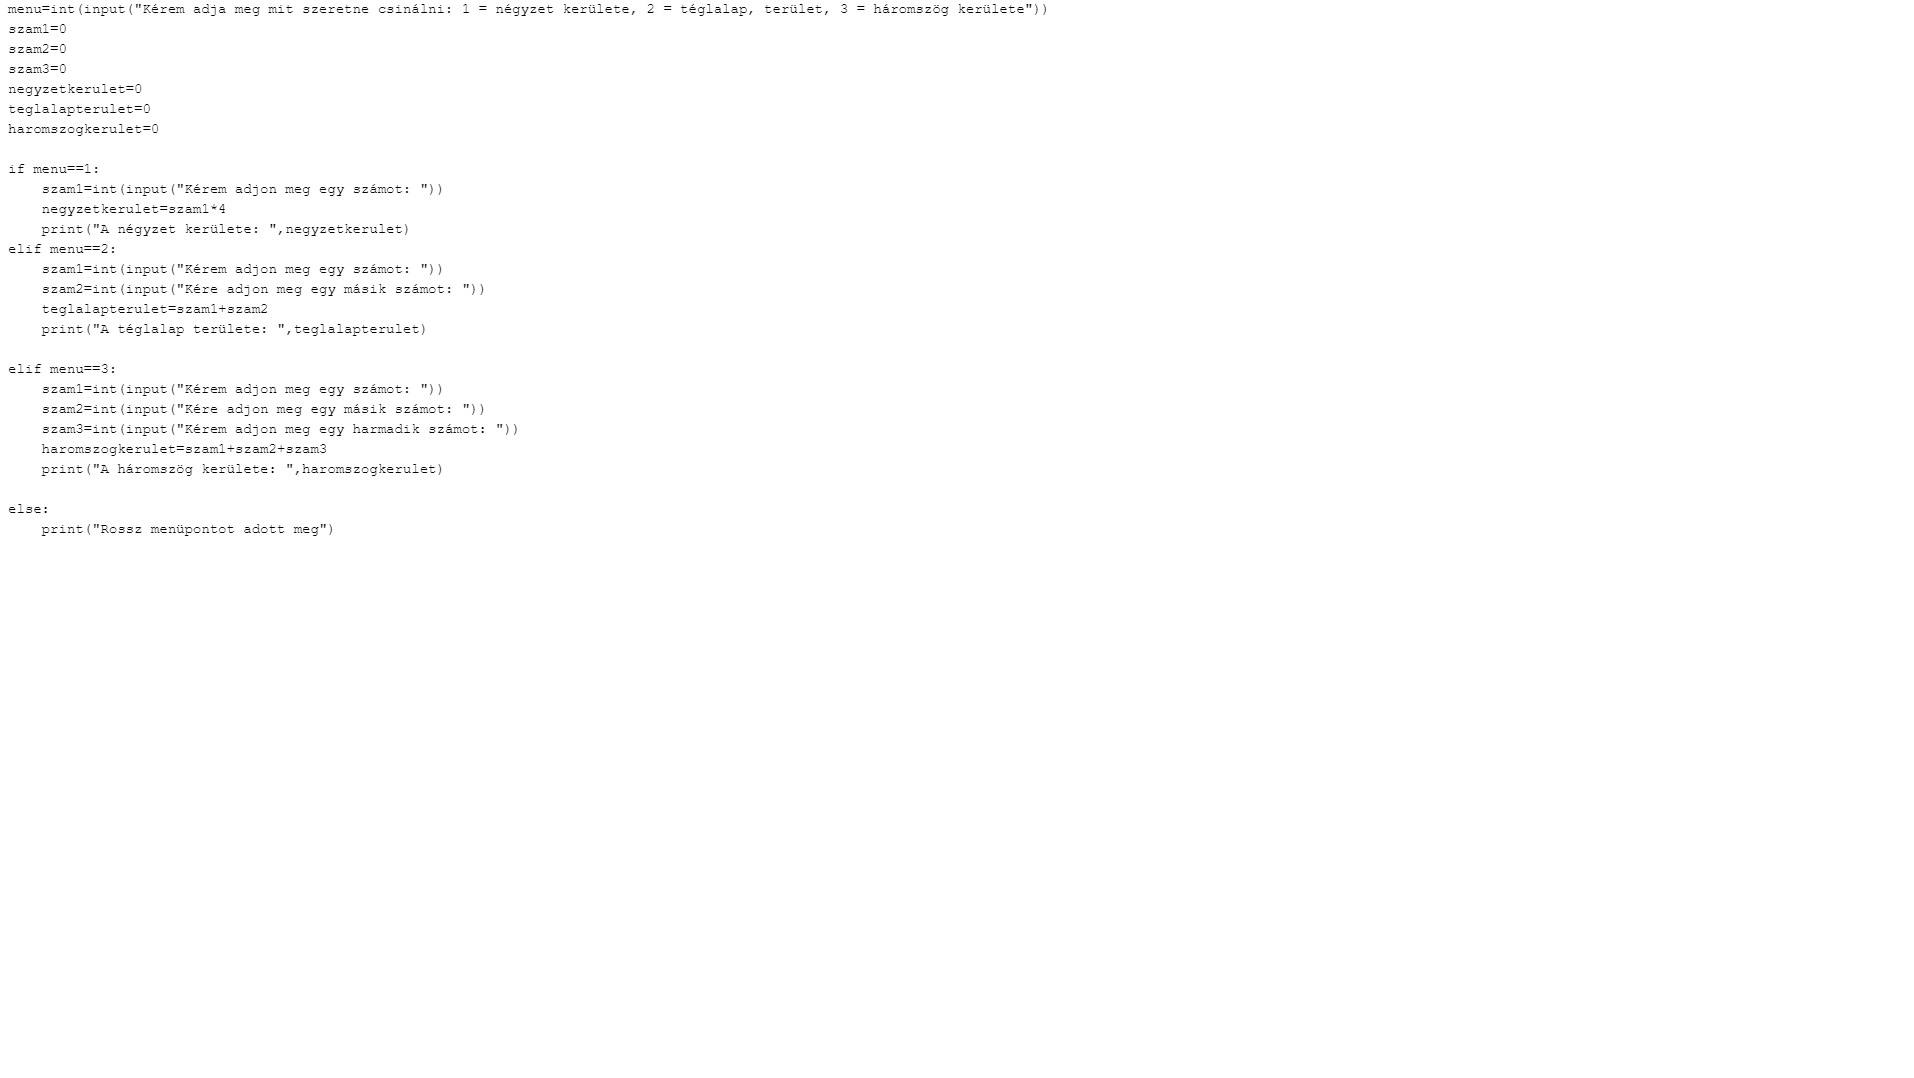 menu=int(input("Kérem adja meg mit szeretne csinálni: 1 = négyzet kerülete, 2 = téglalap, terület, 3 = háromszög kerülete"))
szam1=0
szam2=0
szam3=0
negyzetkerulet=0
teglalapterulet=0
haromszogkerulet=0

if menu==1:
    szam1=int(input("Kérem adjon meg egy számot: "))
    negyzetkerulet=szam1*4
    print("A négyzet kerülete: ",negyzetkerulet)
elif menu==2:
    szam1=int(input("Kérem adjon meg egy számot: "))
    szam2=int(input("Kére adjon meg egy másik számot: "))
    teglalapterulet=szam1+szam2
    print("A téglalap területe: ",teglalapterulet)

elif menu==3:
    szam1=int(input("Kérem adjon meg egy számot: "))
    szam2=int(input("Kére adjon meg egy másik számot: "))
    szam3=int(input("Kérem adjon meg egy harmadik számot: "))
    haromszogkerulet=szam1+szam2+szam3
    print("A háromszög kerülete: ",haromszogkerulet)

else:
    print("Rossz menüpontot adott meg")